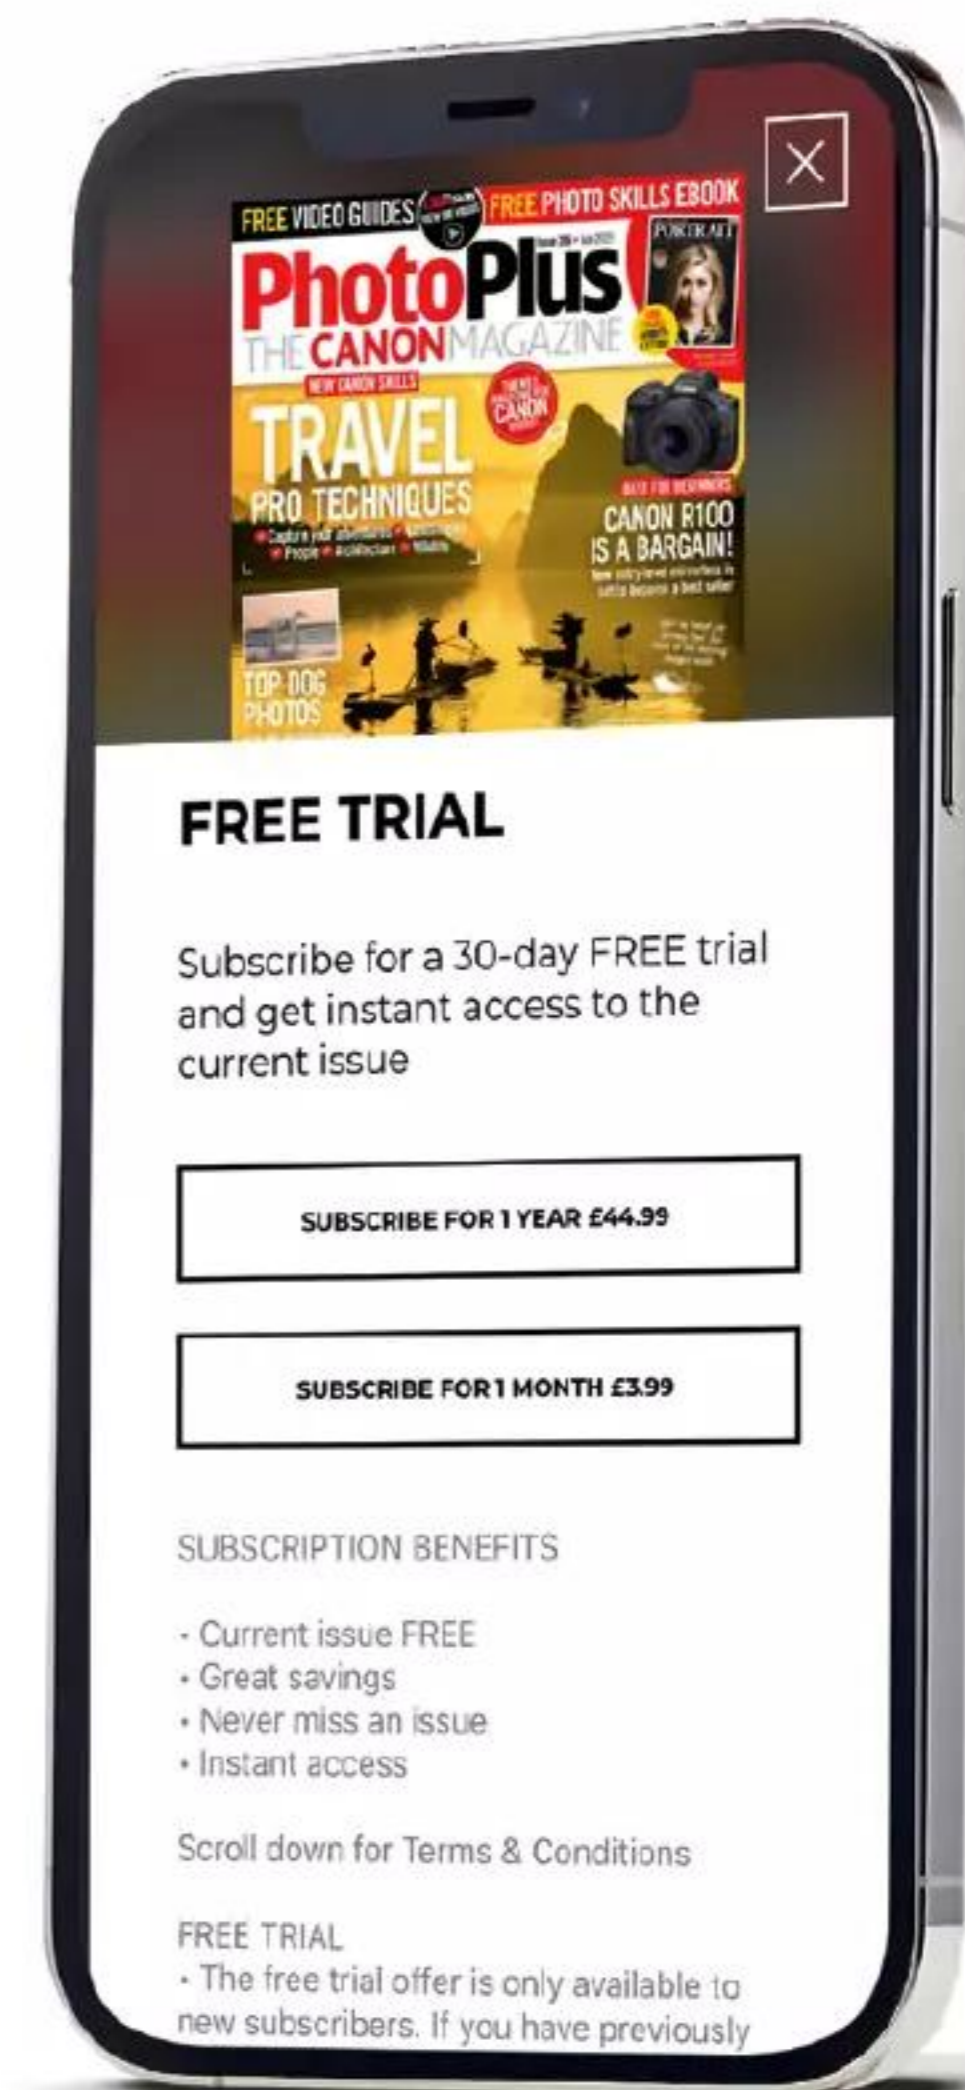 FREE VIDEO GUIDES
FREE PHOTO SKILLS EBOOK
PORTRAIT
PhotoPlus
THE CANON MAGAZINE
NEW CANON SKILLS
TRAVEL
PRO TECHNIQUES
CANON
CANON R100
IS A BARGAIN!
TOP DOG
PHOTOS
FREE TRIAL
Subscribe for a 30-day FREE trial
and get instant access to the
current issue
SUBSCRIBE FOR 1 YEAR £44.99
SUBSCRIBE FOR 1 MONTH £3.99
SUBSCRIPTION BENEFITS
• Current issue FREE
• Great savings
• Never miss an issue
• Instant access
Scroll down for Terms & Conditions
FREE TRIAL
• The free trial offer is only available to
new subscribers. If you have previously